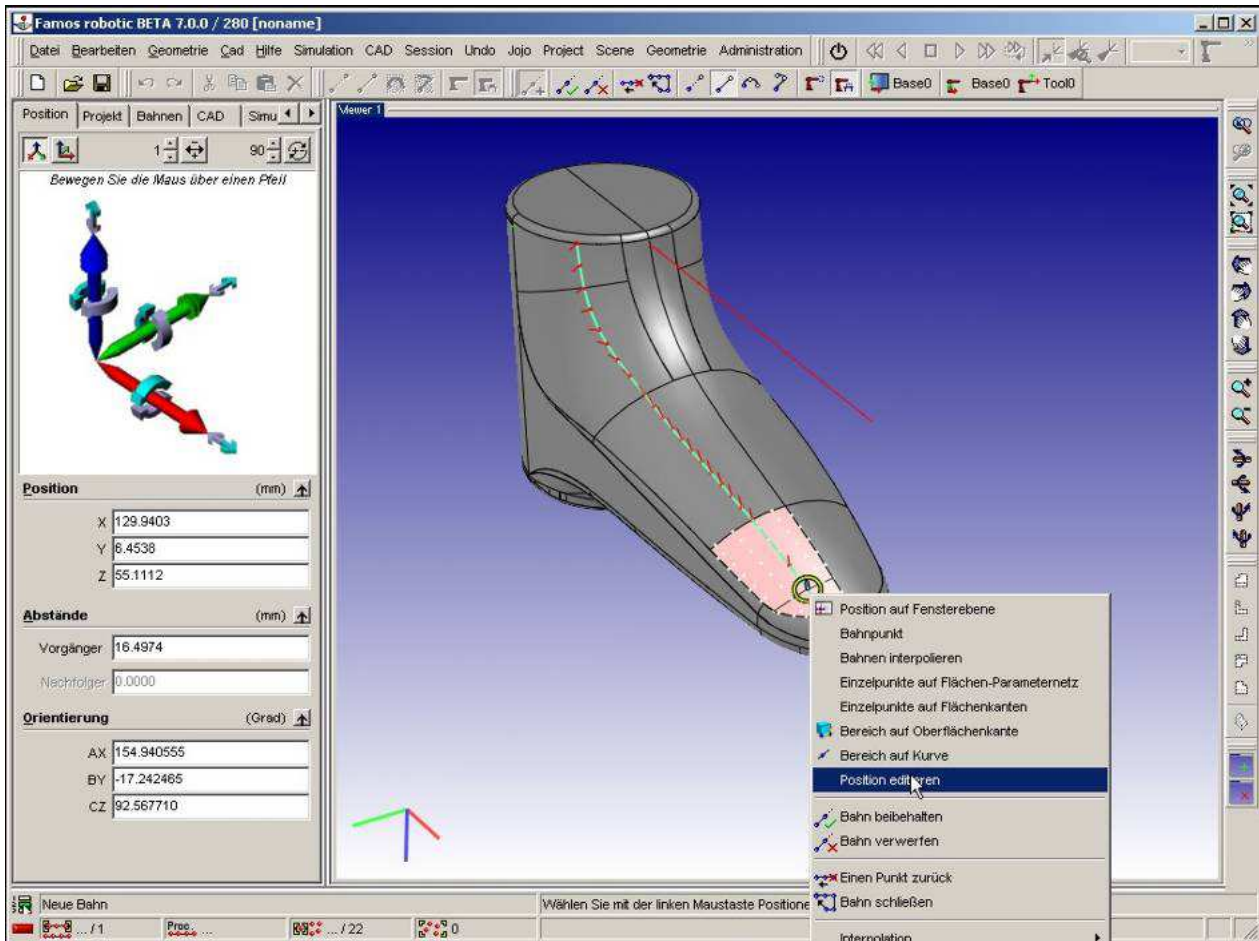 Famos robotic BETA 7.0.0 / 280 [noname]
Datei Bearbeiten Geometrie Cad Hilfe Simulation CAD Session Undo Jojo Project Scene Geometrie Administration
Base0 Base0 Tool0
Position Projekt Bahnen CAD Simu
Viewer 1
1 90
Bewegen Sie die Maus über einen Pfeil
Position (mm)
X 129.9403
Y 6.4538
Z 55.1112
Abstände (mm)
Vorgänger 16.4974
Nachfolger 0.0000
Orientierung (Grad)
AX 154.940555
BY -17.242465
CZ 92.567710
Position auf Fensterebene
Bahnpunkt
Bahnen interpolieren
Einzelpunkte auf Flächen-Parameternetz
Einzelpunkte auf Flächenkanten
Bereich auf Oberflächenkante
Bereich auf Kurve
Position editieren
Bahn beibehalten
Bahn verwerfen
Einen Punkt zurück
Bahn schließen
Interpolation
Neue Bahn
Wählen Sie mit der linken Maustaste Positione
... / 1 Proc. ... ... / 22 0